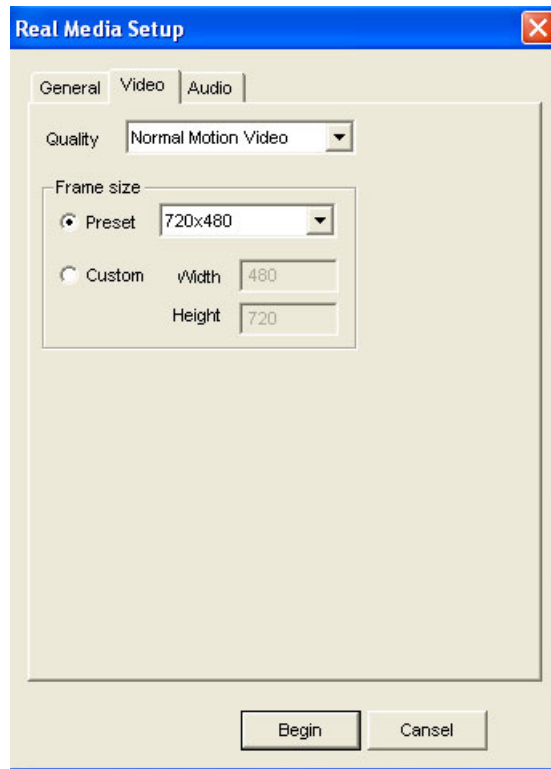 Real Media Setup
General Video Audio
Quality Normal Motion Video
Frame size
Preset 720x480
Custom Width 480
Height 720
Begin Cansel